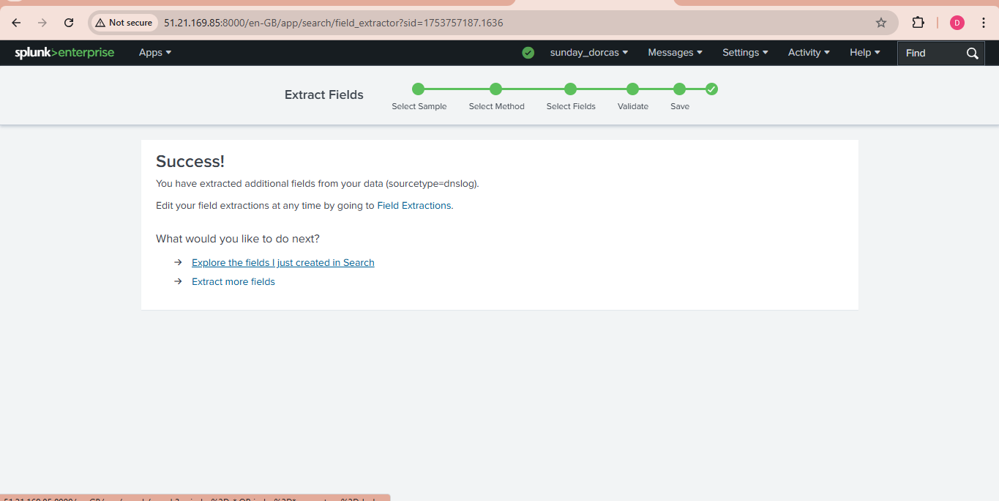 Not secure 51.21.169.85:8000/en-GB/app/search/field_extractor?sid=1753757187.1636 D
splunk>enterprise Apps sunday_dorcas Messages Settings Activity Help Find
Extract Fields
Select Sample Select Method Select Fields Validate Save
Success!
You have extracted additional fields from your data (sourcetype=dnslog).
Edit your field extractions at any time by going to Field Extractions.
What would you like to do next?
Explore the fields I just created in Search
Extract more fields